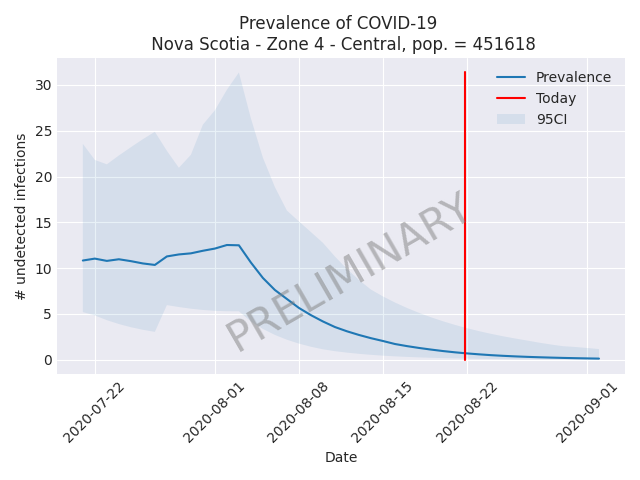 Prevalence of COVID-19
Nova Scotia - Zone 4 - Central, pop. = 451618
Prevalence
Today
95CI
# undetected infections
30
25
20
15
10
5
0
PRELIMINARY
2020-07-22
2020-08-01
2020-08-08
2020-08-15
2020-08-22
2020-09-01
Date